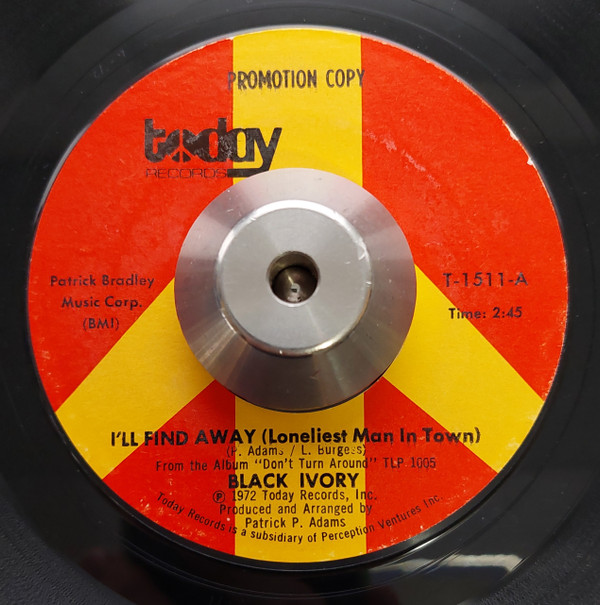 PROMOTION COPY
today
RECORDS
Patrick Bradley
Music Corp.
(BMI)
T-1511-A
Time: 2:45
I'LL FIND AWAY (Loneliest Man In Town)
(P. Adams / L. Burgess)
From the Album "Don't Turn Around" TLP 1005
BLACK IVORY
℗ 1972 Today Records, Inc.
Produced and Arranged by
Patrick P. Adams
Today Records is a subsidiary of Perception Ventures Inc